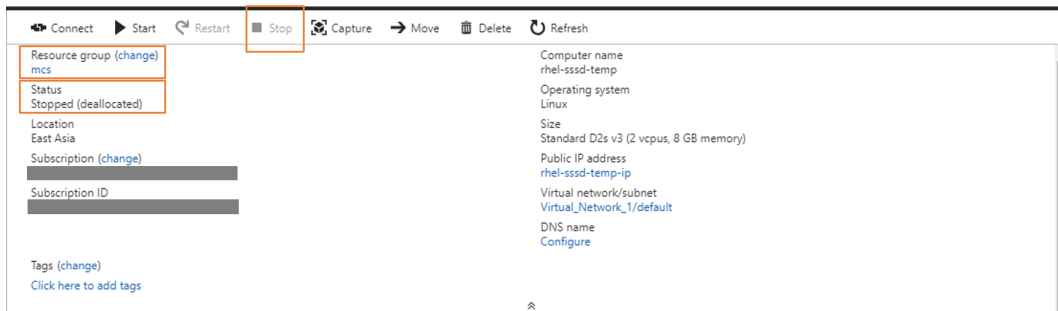 Connect Start Restart Stop Capture Move Delete Refresh
Resource group (change)
mcs
Status
Stopped (deallocated)
Location
East Asia
Subscription (change)
Subscription ID
Tags (change)
Click here to add tags
Computer name
rhel-sssd-temp
Operating system
Linux
Size
Standard D2s v3 (2 vcpus, 8 GB memory)
Public IP address
rhel-sssd-temp-ip
Virtual network/subnet
Virtual_Network_1/default
DNS name
Configure